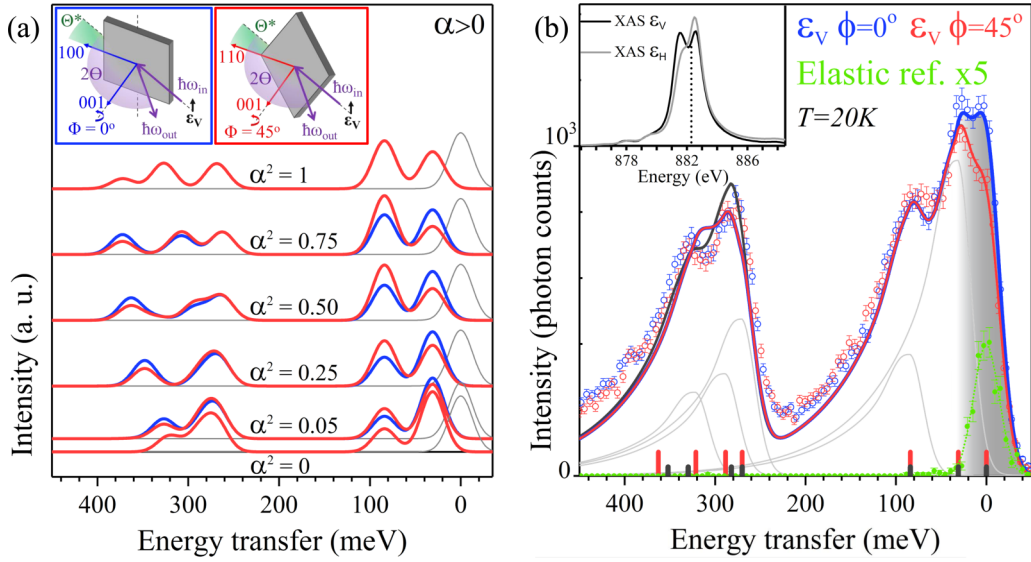 (a)
α>0
Θ*
100
2Θ
001
Φ = 0°
ħω_in
ε_V
ħω_out
Θ*
110
2Θ
001
Φ = 45°
ħω_in
ε_V
ħω_out
α² = 1
α² = 0.75
α² = 0.50
α² = 0.25
α² = 0.05
α² = 0
Intensity (a. u.)
400 300 200 100 0
Energy transfer (meV)
(b)
XAS ε_V
XAS ε_H
878 882 886
Energy (eV)
ε_V ϕ=0° ε_V ϕ=45°
Elastic ref. x5
T=20K
10³
0
Intensity (photon counts)
400 300 200 100 0
Energy transfer (meV)